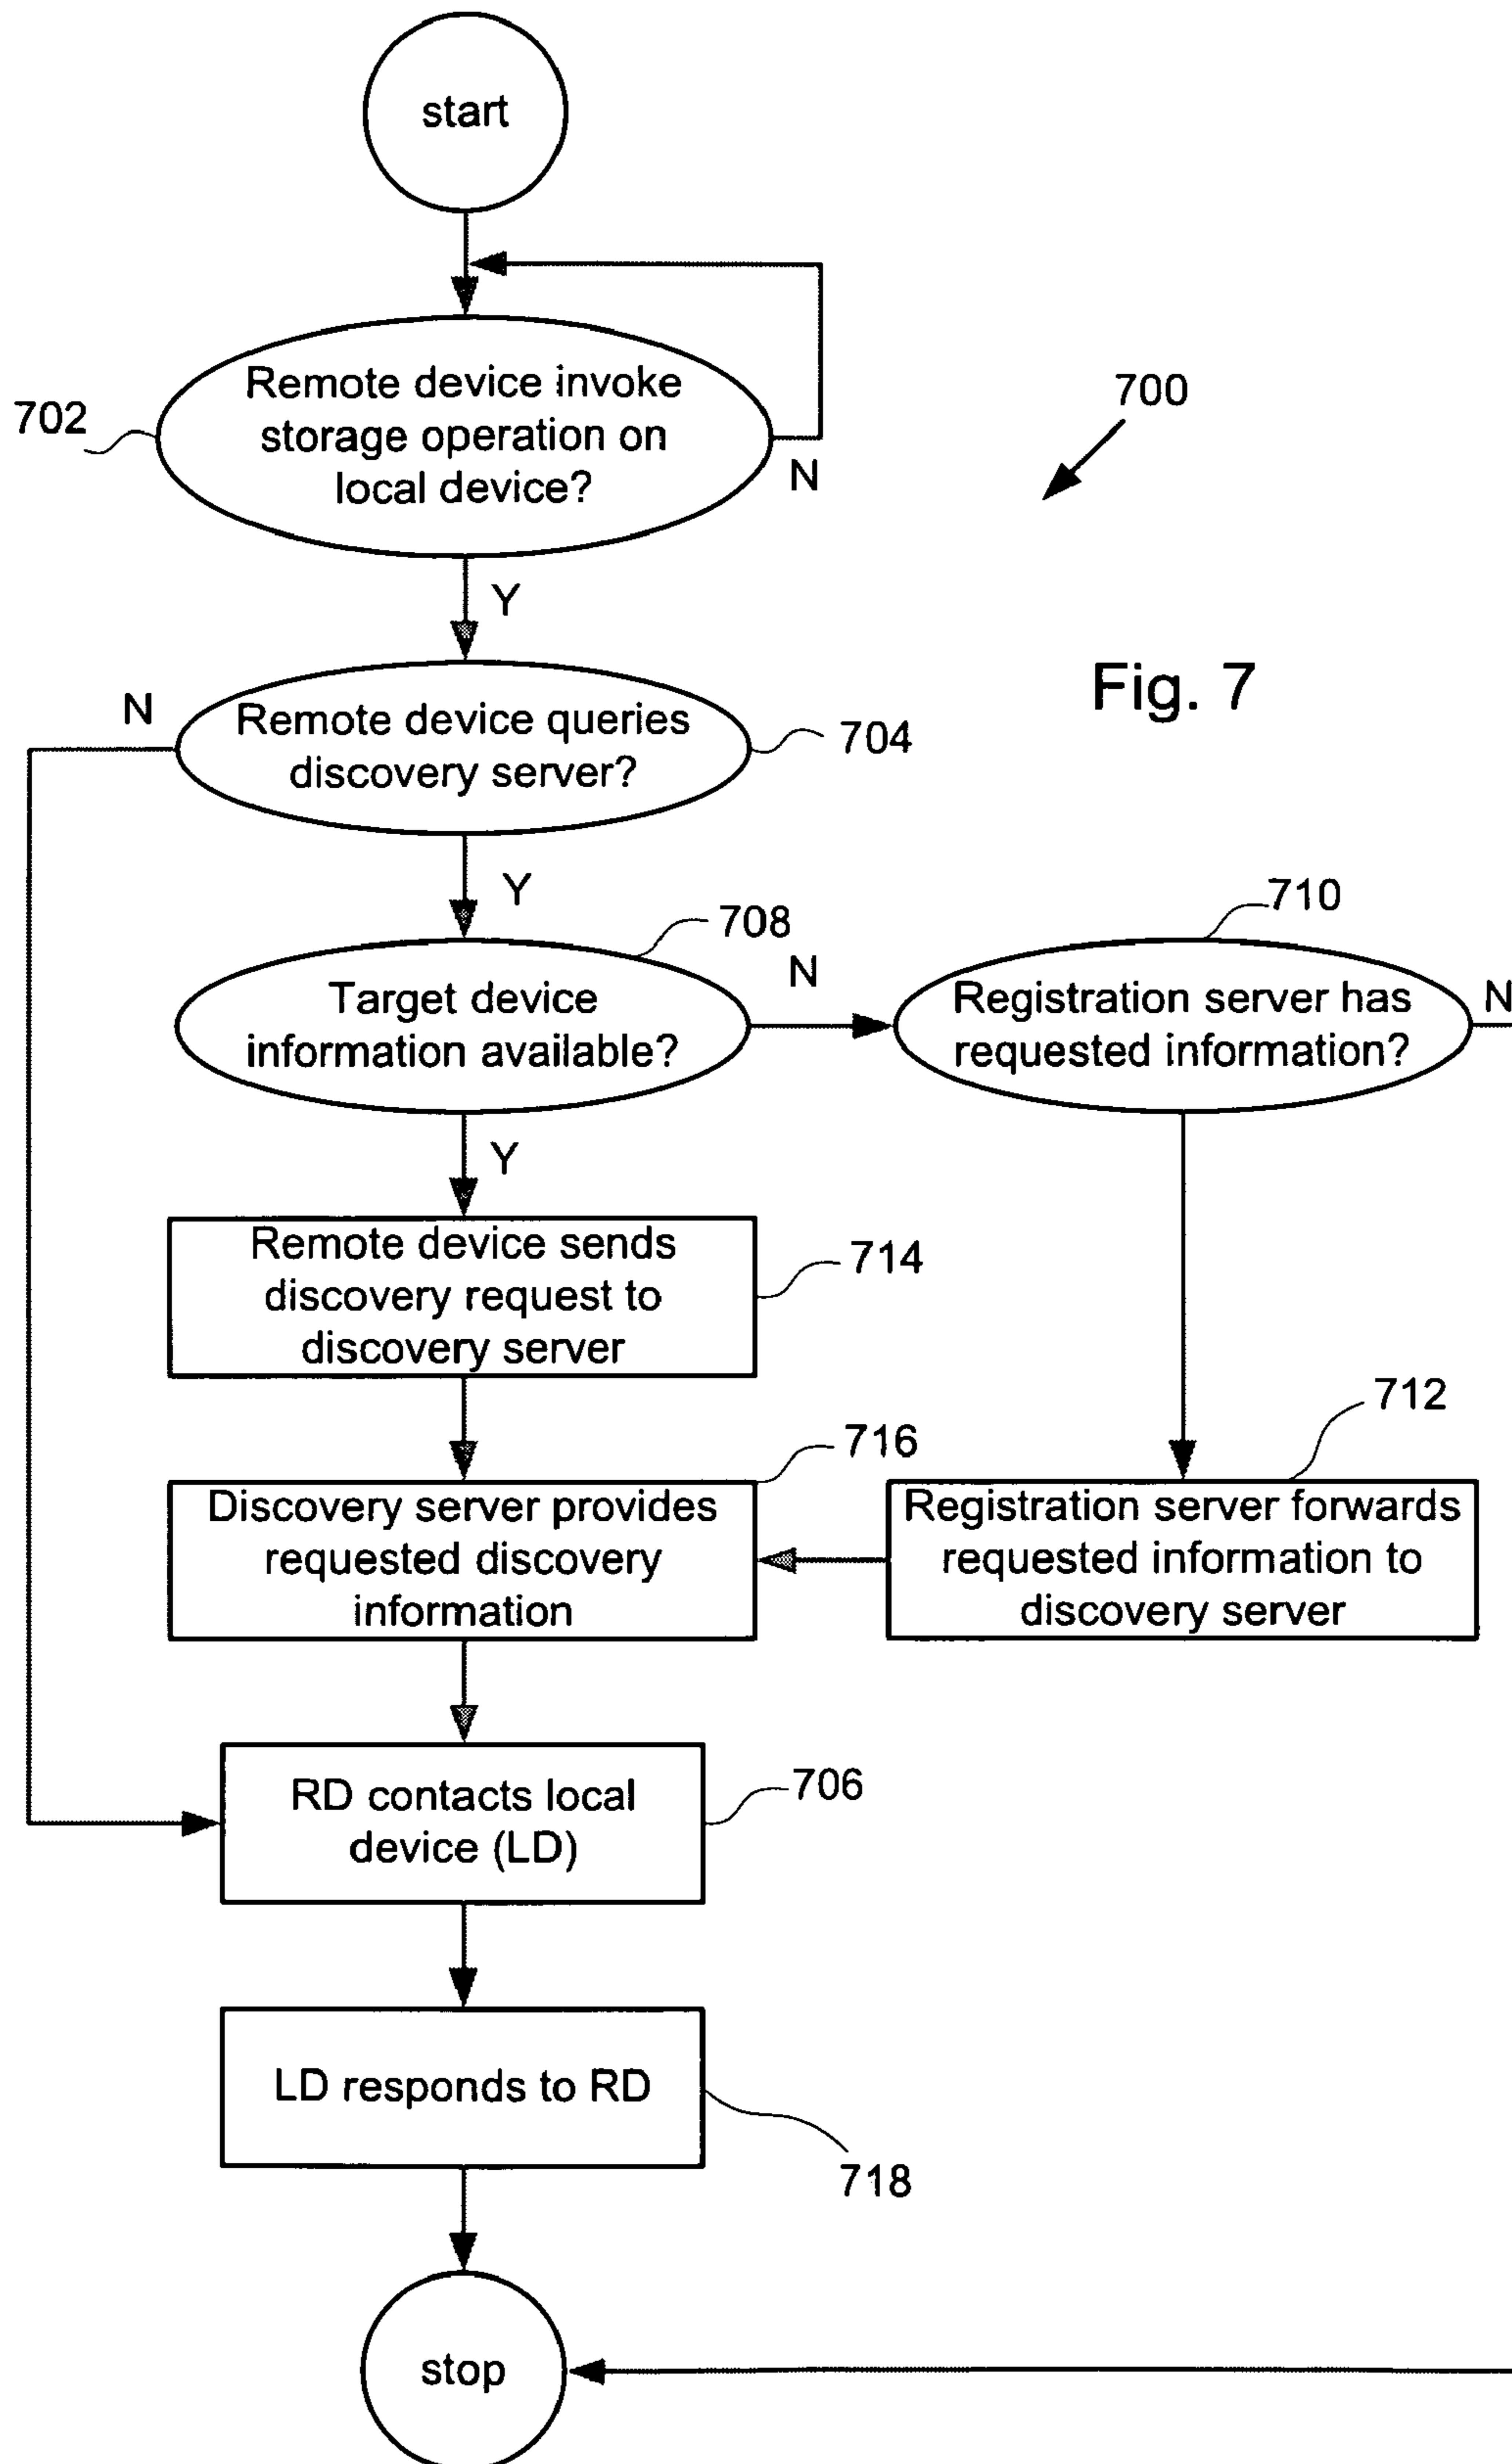 start
Remote device invoke
storage operation on
local device?
702
N
700
Y
Fig. 7
N
Remote device queries
discovery server?
704
Y
708
710
N
Target device
information available?
Registration server has
requested information?
N
Y
Remote device sends
discovery request to
discovery server
714
712
716
Discovery server provides
requested discovery
information
Registration server forwards
requested information to
discovery server
RD contacts local
device (LD)
706
LD responds to RD
718
stop